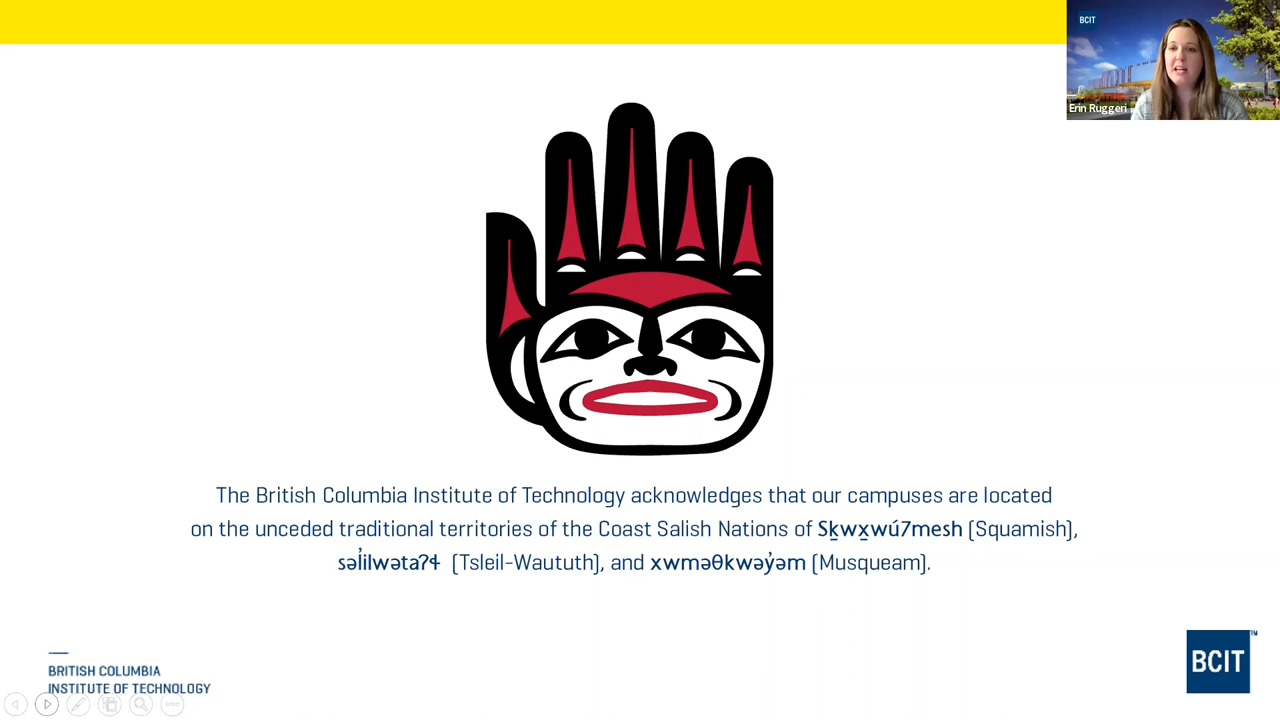 BCIT
Erin Ruggeri
The British Columbia Institute of Technology acknowledges that our campuses are located
on the unceded traditional territories of the Coast Salish Nations of Sḵwx̱wú7mesh (Squamish),
səl̓ilwətaʔɬ (Tsleil-Waututh), and xwməθkwəy̓əm (Musqueam).
BRITISH COLUMBIA
INSTITUTE OF TECHNOLOGY
BCIT™